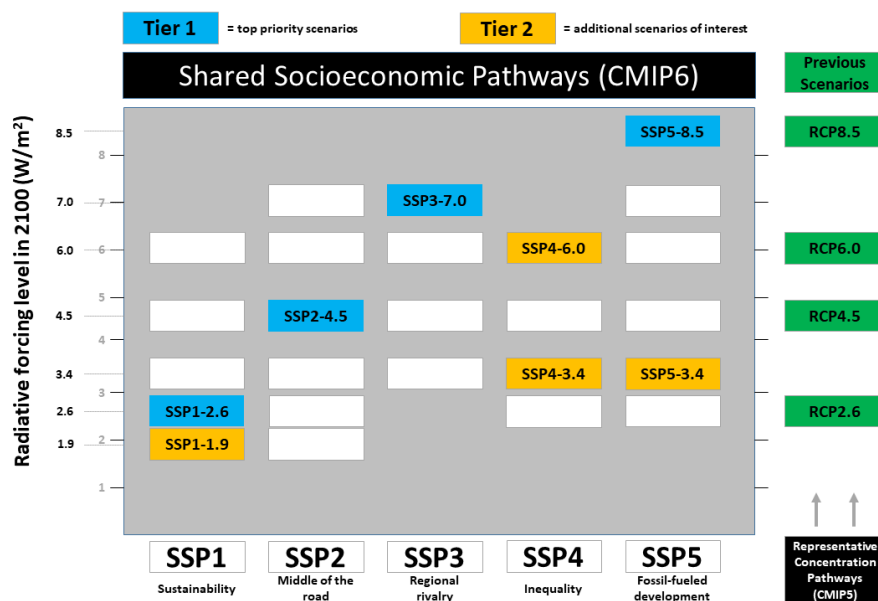 Tier 1 = top priority scenarios
Tier 2 = additional scenarios of interest
Shared Socioeconomic Pathways (CMIP6)
Previous
Scenarios
Radiative forcing level in 2100 (W/m²)
8.5
8
7.0
7
6.0
6
5
4.5
4
3.4
3
2.6
2
1.9
1
SSP5-8.5
SSP3-7.0
SSP4-6.0
SSP2-4.5
SSP4-3.4
SSP5-3.4
SSP1-2.6
SSP1-1.9
RCP8.5
RCP6.0
RCP4.5
RCP2.6
SSP1
Sustainability
SSP2
Middle of the
road
SSP3
Regional
rivalry
SSP4
Inequality
SSP5
Fossil-fueled
development
Representative
Concentration
Pathways
(CMIP5)